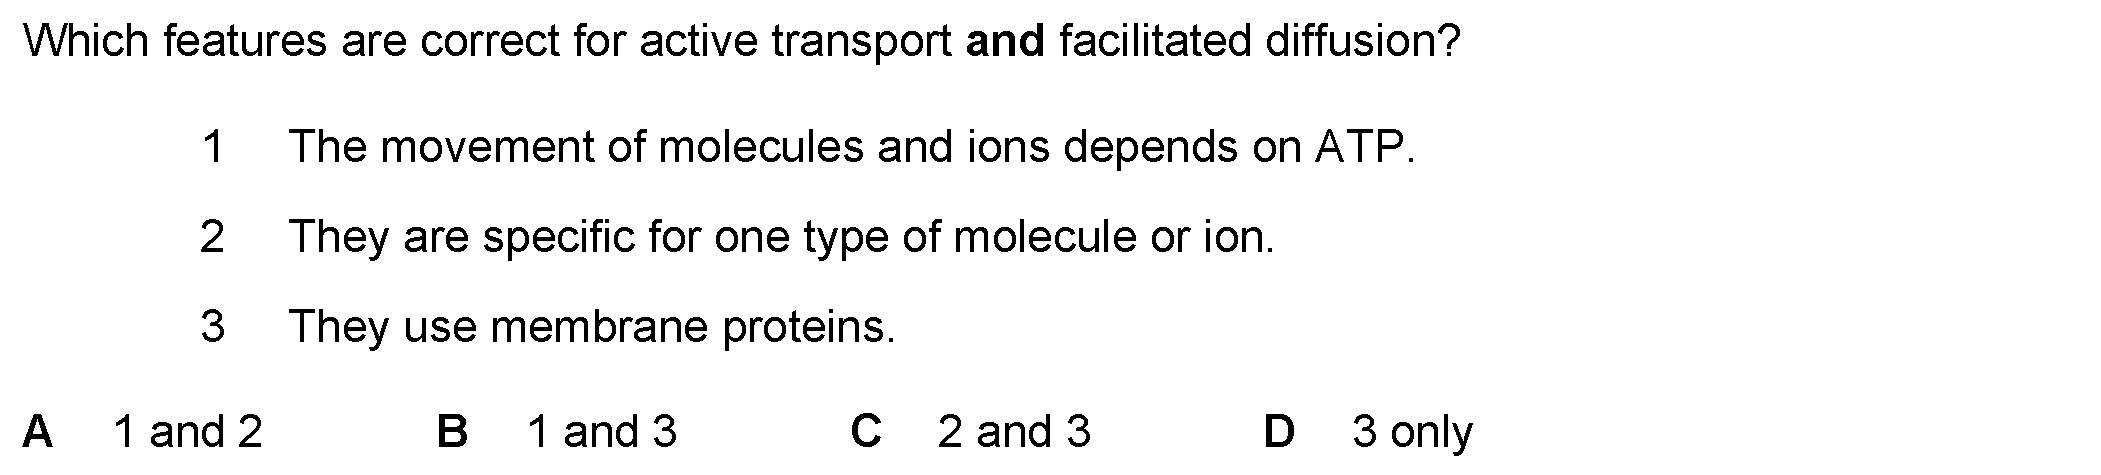 Which features are correct for active transport and facilitated diffusion?
1 The movement of molecules and ions depends on ATP.
2 They are specific for one type of molecule or ion.
3 They use membrane proteins.
A 1 and 2 B 1 and 3 C 2 and 3 D 3 only